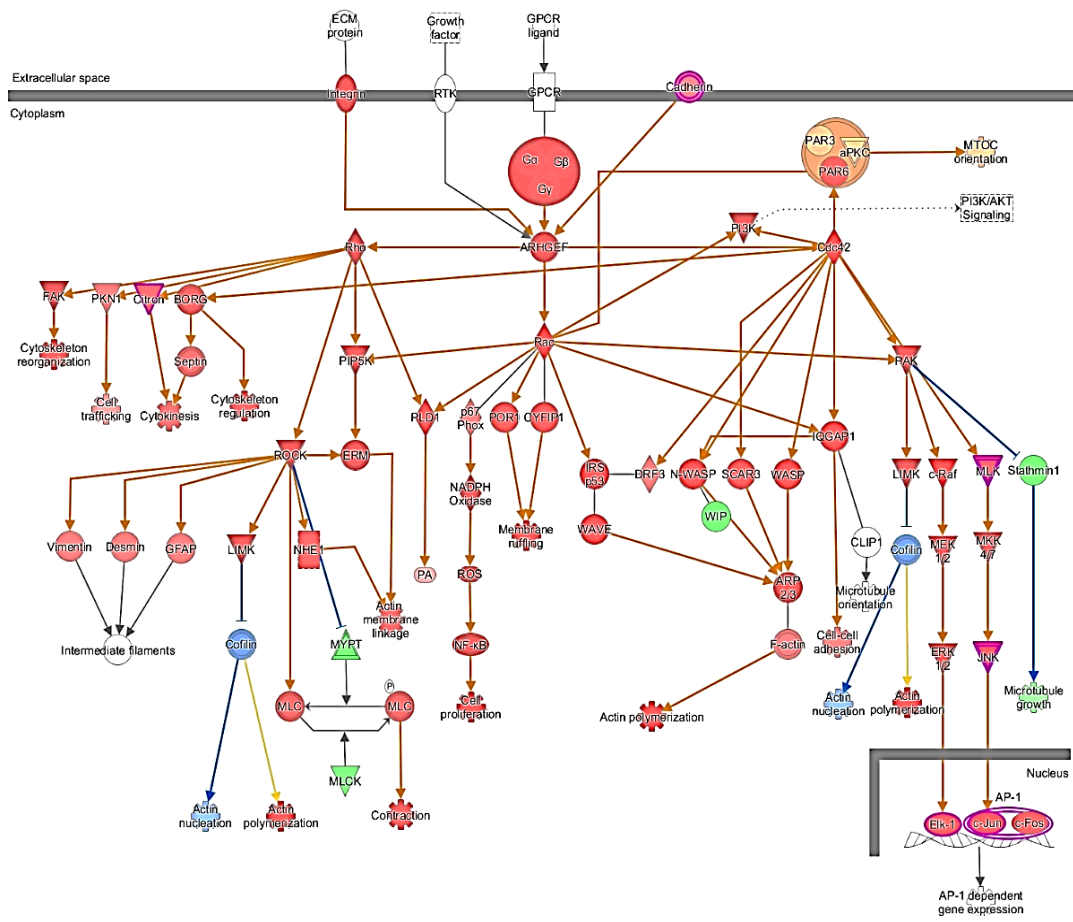 ECM
protein
Growth
factor
GPCR
ligand
Extracellular space
Integrin
RTK
GPCR
Cadherin
Cytoplasm
PAR3
aPKC
PAR6
MTOC
orientation
Gα
Gβ
Gγ
PI3K/AKT
Signaling
PI3K
Rho
ARHGEF
Cdc42
FAK
PKN1
Citron
BORG
Cytoskeleton
reorganization
Septin
PIP5K
Rac
PAK
Cell
trafficking
Cytokinesis
Cytoskeleton
regulation
PLD1
p67
Phox
POR1
CYFIP1
IQGAP1
ROCK
ERM
IRS
p53
DRF3
N-WASP
SCAR3
WASP
LIMK
c-Raf
MLK
Stathmin1
NADPH
Oxidase
WIP
Vimentin
Desmin
GFAP
LIMK
NHE1
Membrane
ruffling
WAVE
CLIP1
Cofilin
MEK
1/2
MKK
4/7
PA
ROS
ARP
2/3
Microtubule
orientation
Actin
membrane
linkage
Intermediate filaments
Cofilin
MYPT
NF-κB
F-actin
Cell-cell
adhesion
ERK
1/2
JNK
P
MLC
MLC
Cell
proliferation
Actin polymerization
Actin
nucleation
Actin
polymerization
Microtubule
growth
MLCK
Nucleus
Actin
nucleation
Actin
polymerization
Contraction
AP-1
Elk-1
c-Jun
c-Fos
AP-1 dependent
gene expression